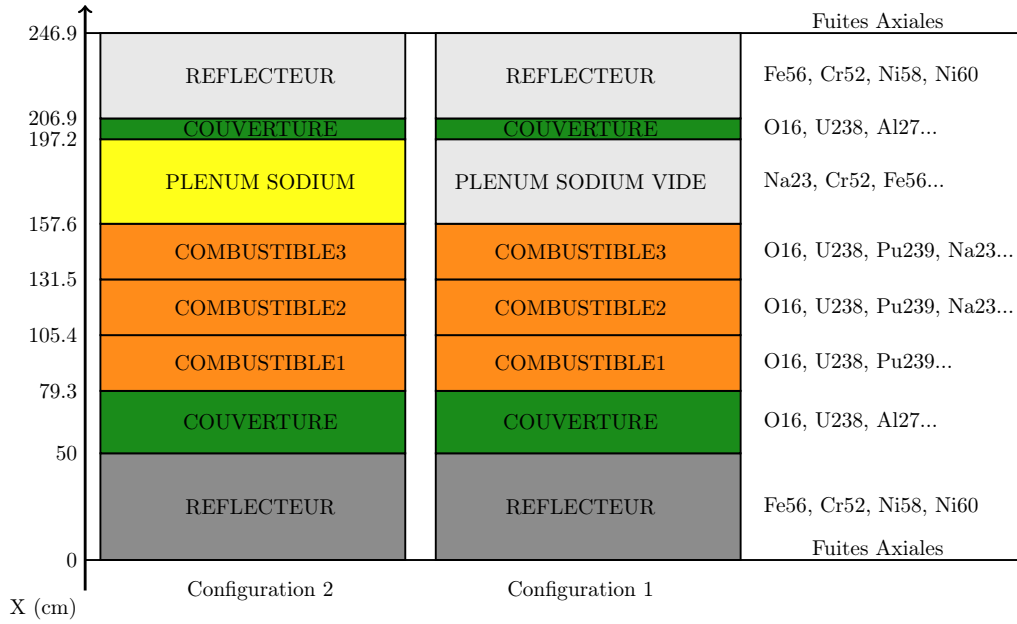 Fuites Axiales
246.9
REFLECTEUR REFLECTEUR Fe56, Cr52, Ni58, Ni60
206.9
COUVERTURE COUVERTURE O16, U238, Al27...
197.2
PLENUM SODIUM PLENUM SODIUM VIDE Na23, Cr52, Fe56...
157.6
COMBUSTIBLE3 COMBUSTIBLE3 O16, U238, Pu239, Na23...
131.5
COMBUSTIBLE2 COMBUSTIBLE2 O16, U238, Pu239, Na23...
105.4
COMBUSTIBLE1 COMBUSTIBLE1 O16, U238, Pu239...
79.3
COUVERTURE COUVERTURE O16, U238, Al27...
50
REFLECTEUR REFLECTEUR Fe56, Cr52, Ni58, Ni60
Fuites Axiales
0
Configuration 2 Configuration 1
X (cm)